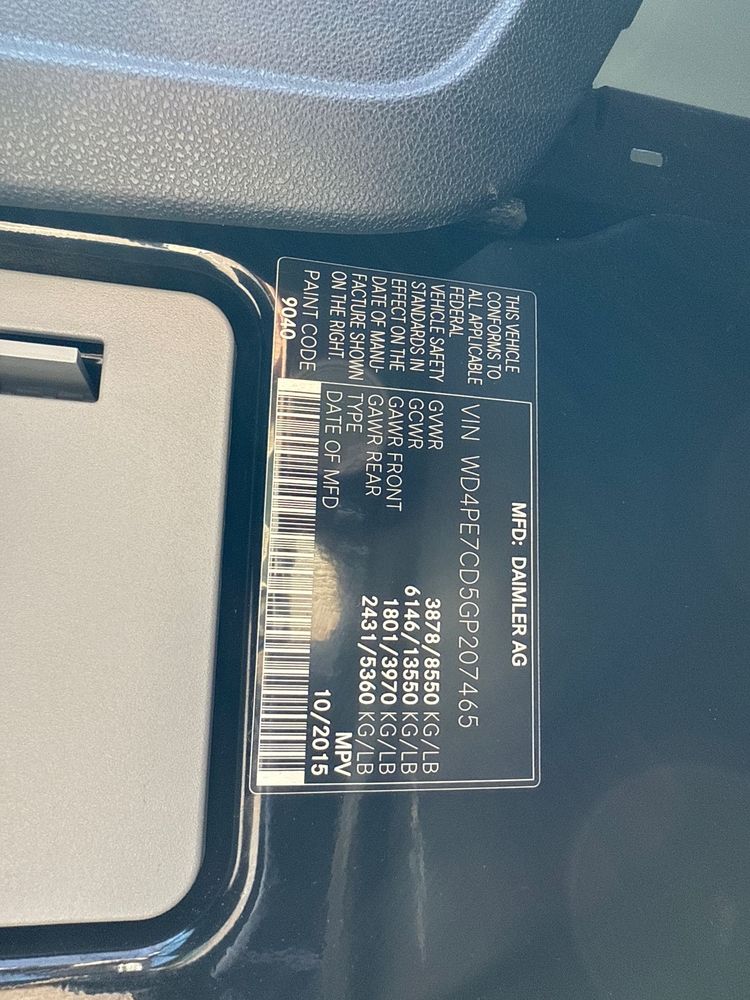 MFD: DAIMLER AG
VIN WD4PE7CD5GP207465
THIS VEHICLE
CONFORMS TO
ALL APPLICABLE
FEDERAL
VEHICLE SAFETY
STANDARDS IN
EFFECT ON THE
DATE OF MANU-
FACTURE SHOWN
ON THE RIGHT.
PAINT CODE
9040
GVWR 3878/8550 KG/LB
GCWR 6146/13550 KG/LB
GAWR FRONT 1801/3970 KG/LB
GAWR REAR 2431/5360 KG/LB
TYPE MPV
DATE OF MFD 10/2015